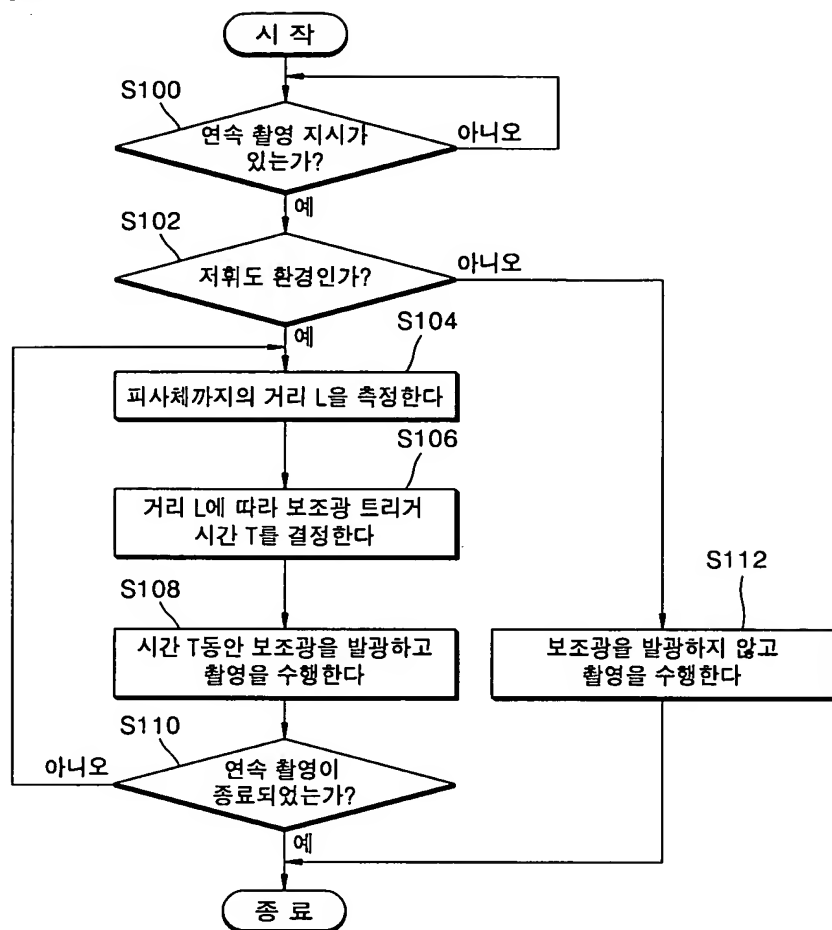 시 작
S100
연속 촬영 지시가
있는가?
아니오
예
S102
저휘도 환경인가?
아니오
예
S104
피사체까지의 거리 L을 측정한다
S106
거리 L에 따라 보조광 트리거
시간 T를 결정한다
S108
시간 T동안 보조광을 발광하고
촬영을 수행한다
S112
보조광을 발광하지 않고
촬영을 수행한다
S110
연속 촬영이
종료되었는가?
아니오
예
종 료